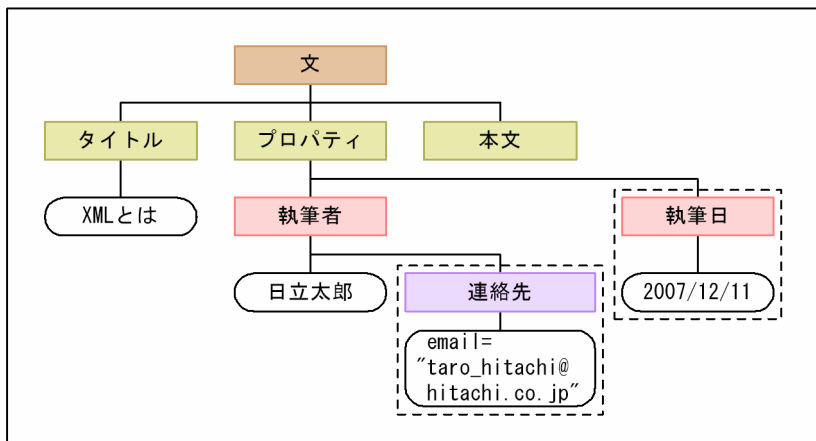 文
タイトル
プロパティ
本文
XMLとは
執筆者
執筆日
日立太郎
連絡先
2007/12/11
email=
"taro_hitachi@
hitachi.co.jp"